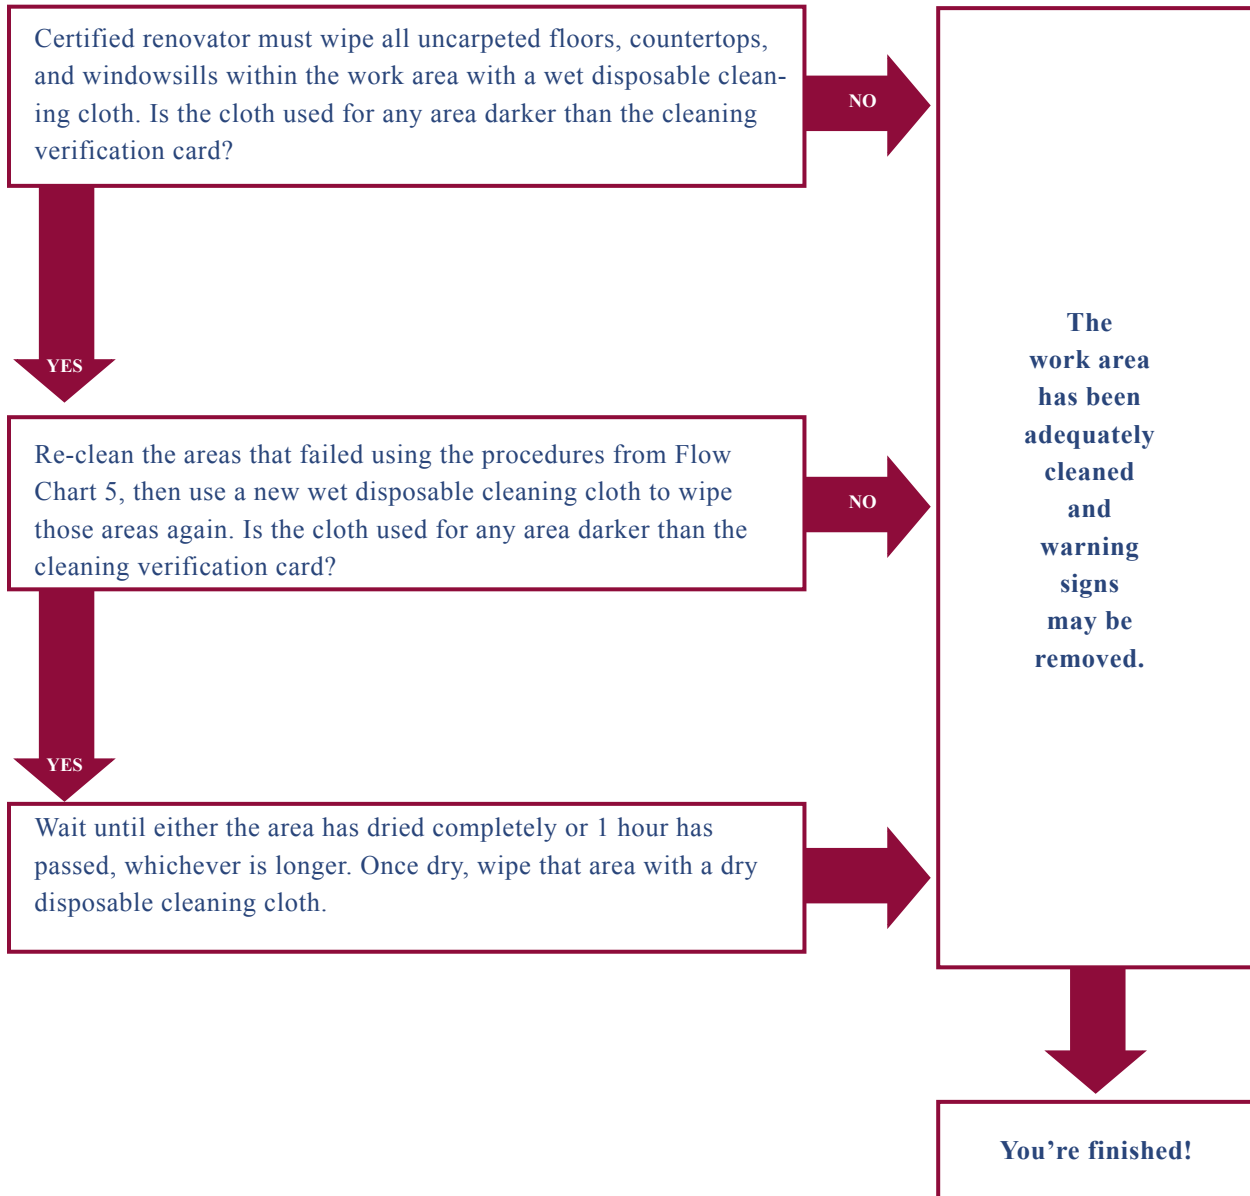 Certified renovator must wipe all uncarpeted floors, countertops,
and windowsills within the work area with a wet disposable clean-
ing cloth. Is the cloth used for any area darker than the cleaning
verification card?
NO
YES
Re-clean the areas that failed using the procedures from Flow
Chart 5, then use a new wet disposable cleaning cloth to wipe
those areas again. Is the cloth used for any area darker than the
cleaning verification card?
NO
YES
Wait until either the area has dried completely or 1 hour has
passed, whichever is longer. Once dry, wipe that area with a dry
disposable cleaning cloth.
The
work area
has been
adequately
cleaned
and
warning
signs
may be
removed.
You’re finished!